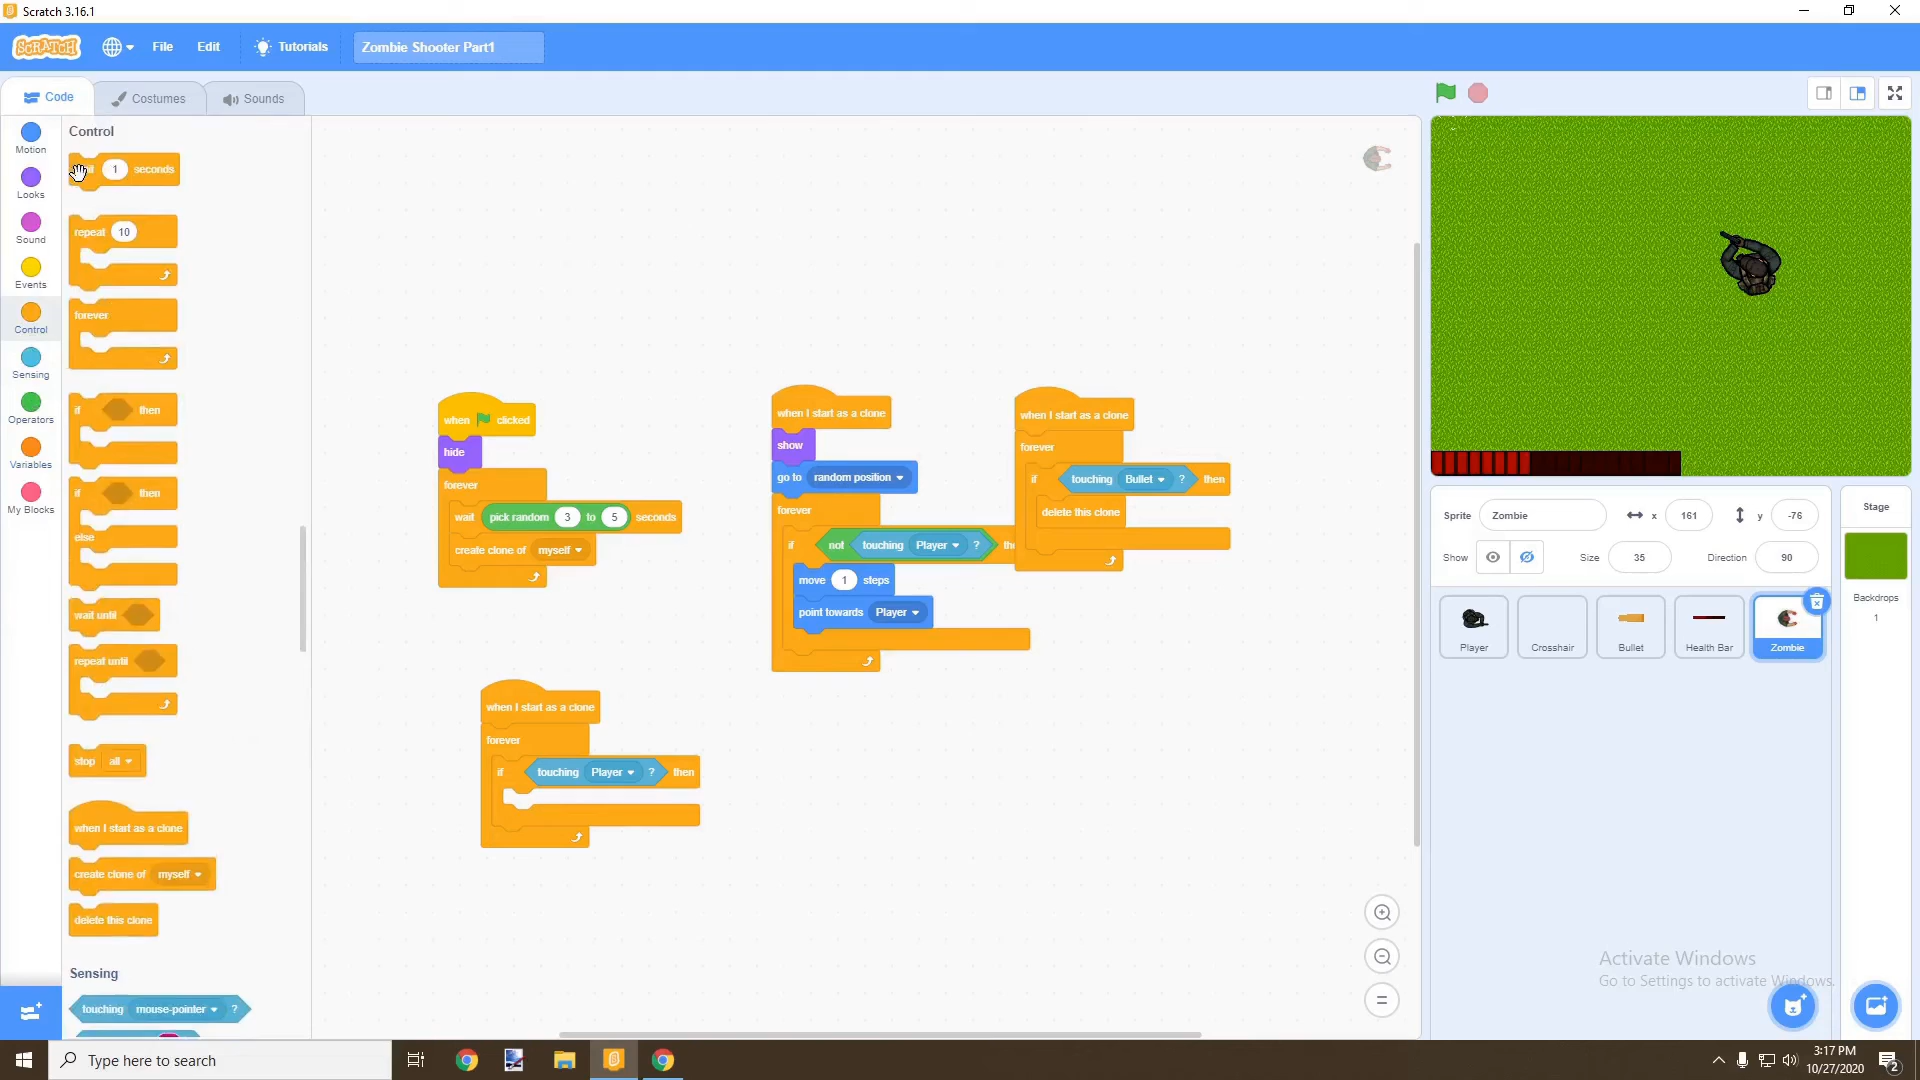 Scratch 3.16.1
SCRATCH
File
Edit
Tutorials
Zombie Shooter Part1
Code
Costumes
Sounds
Motion
Looks
Sound
Events
Control
Sensing
Operators
Variables
My Blocks
Control
1 seconds
repeat 10
forever
if then
if then
else
wait until
repeat until
stop all
when I start as a clone
create clone of myself
delete this clone
Sensing
touching mouse-pointer ?
when clicked
hide
forever
wait pick random 3 to 5 seconds
create clone of myself
when I start as a clone
forever
if touching Player ? then
when I start as a clone
show
go to random position
forever
if not touching Player ?
move 1 steps
point towards Player
when I start as a clone
forever
if touching Bullet ? then
delete this clone
Sprite Zombie x 161 y -76
Show Size 35 Direction 90
Player
Crosshair
Bullet
Health Bar
Zombie
Stage
Backdrops
1
Activate Windows
Go to Settings to activate Windows.
Type here to search
3:17 PM
10/27/2020
2